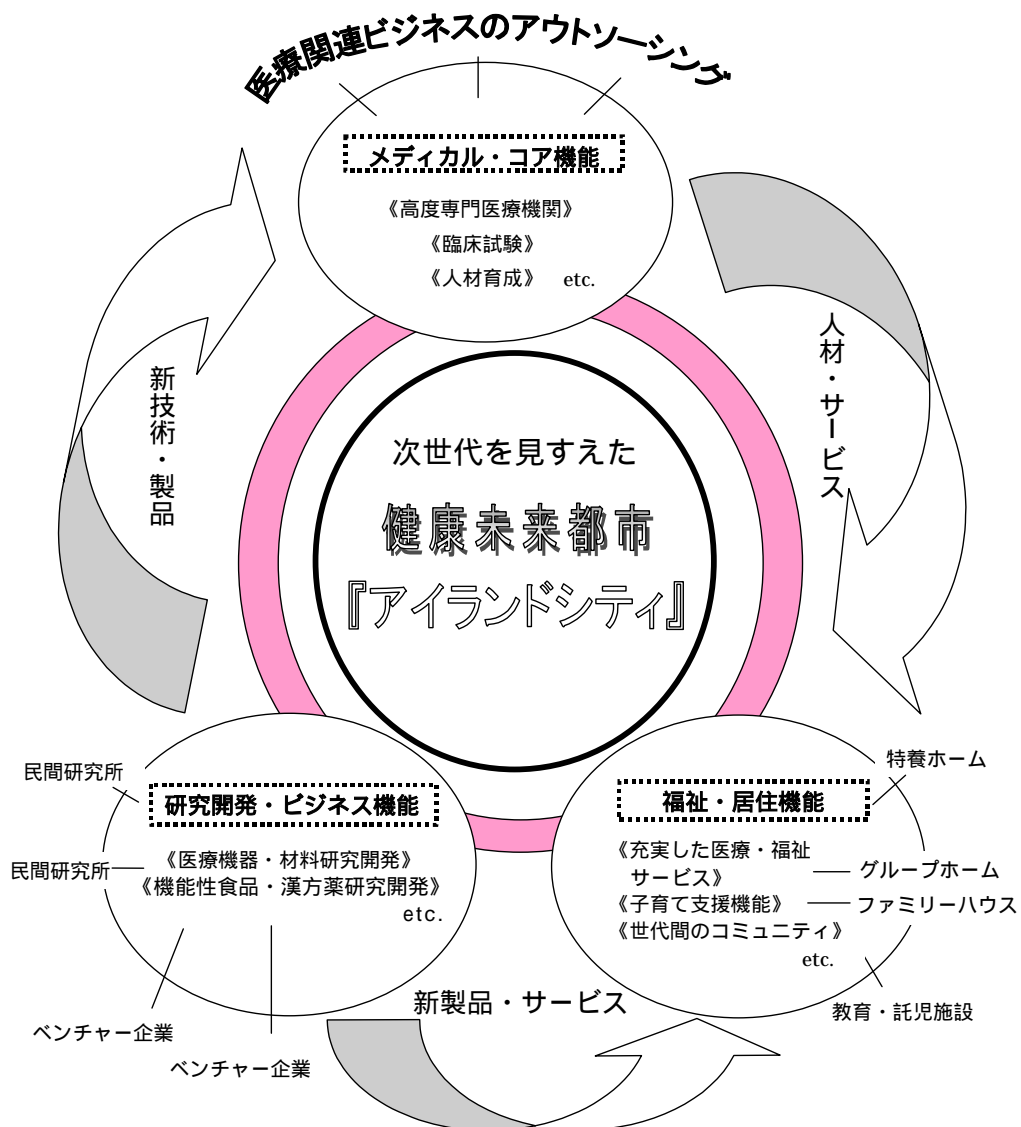 医療関連ビジネスのアウトソーシング
メディカル・コア機能
《高度専門医療機関》
《臨床試験》
《人材育成》 etc.
新技術・製品
人材・サービス
次世代を見すえた
健康未来都市
『アイランドシティ』
民間研究所
民間研究所
研究開発・ビジネス機能
《医療機器・材料研究開発》
《機能性食品・漢方薬研究開発》
etc.
ベンチャー企業
ベンチャー企業
特養ホーム
福祉・居住機能
《充実した医療・福祉
サービス》
グループホーム
《子育て支援機能》
ファミリーハウス
《世代間のコミュニティ》
etc.
教育・託児施設
新製品・サービス